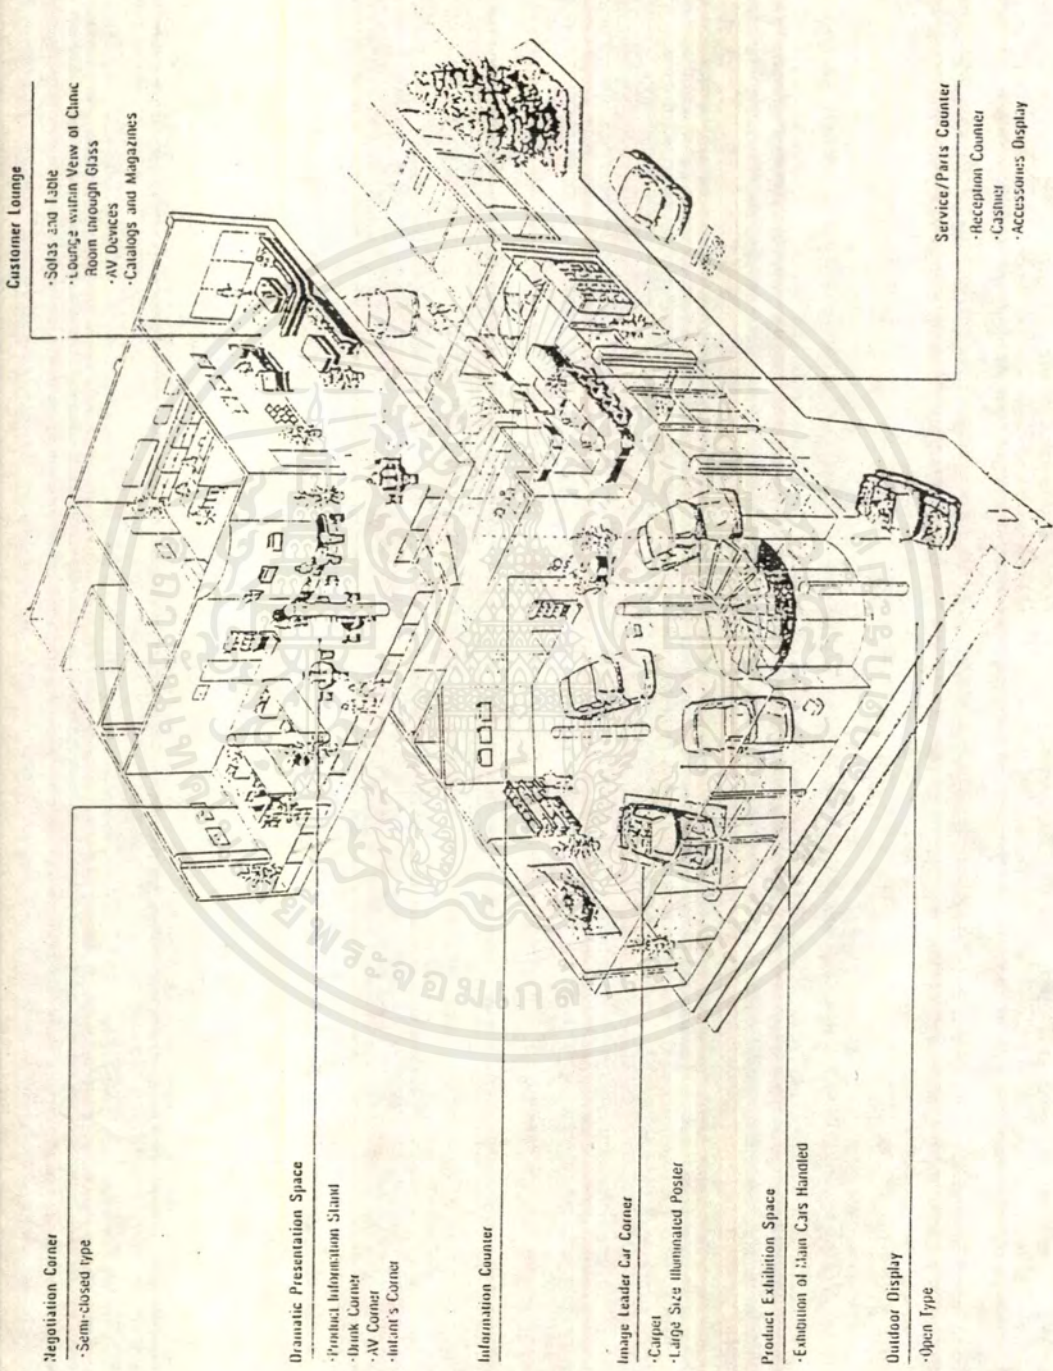 Customer Lounge
·Sofas and Table
·Lounge within Veiw of Clinic
Room through Glass
·AV Devices
·Catalogs and Magazines
Negotiation Corner
·Semi-closed type
Dramatic Presentation Space
·Product Information Stand
·Drink Corner
·AV Corner
·Infant's Corner
Information Counter
Image Leader Car Corner
·Carpet
·Large Size Illuminated Poster
Product Exhibition Space
·Exhibition of Main Cars Handled
Outdoor Display
·Open Type
Service/Parts Counter
·Reception Counter
·Cashier
·Accessories Display